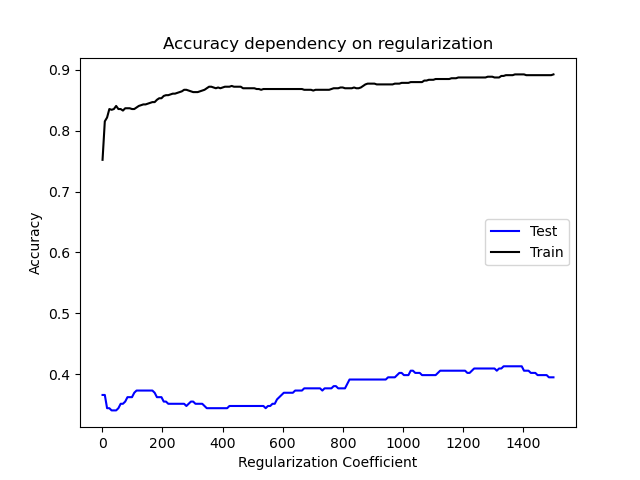 Accuracy dependency on regularization
0.9
0.8
0.7
0.6
0.5
0.4
Accuracy
Test
Train
0 200 400 600 800 1000 1200 1400
Regularization Coefficient